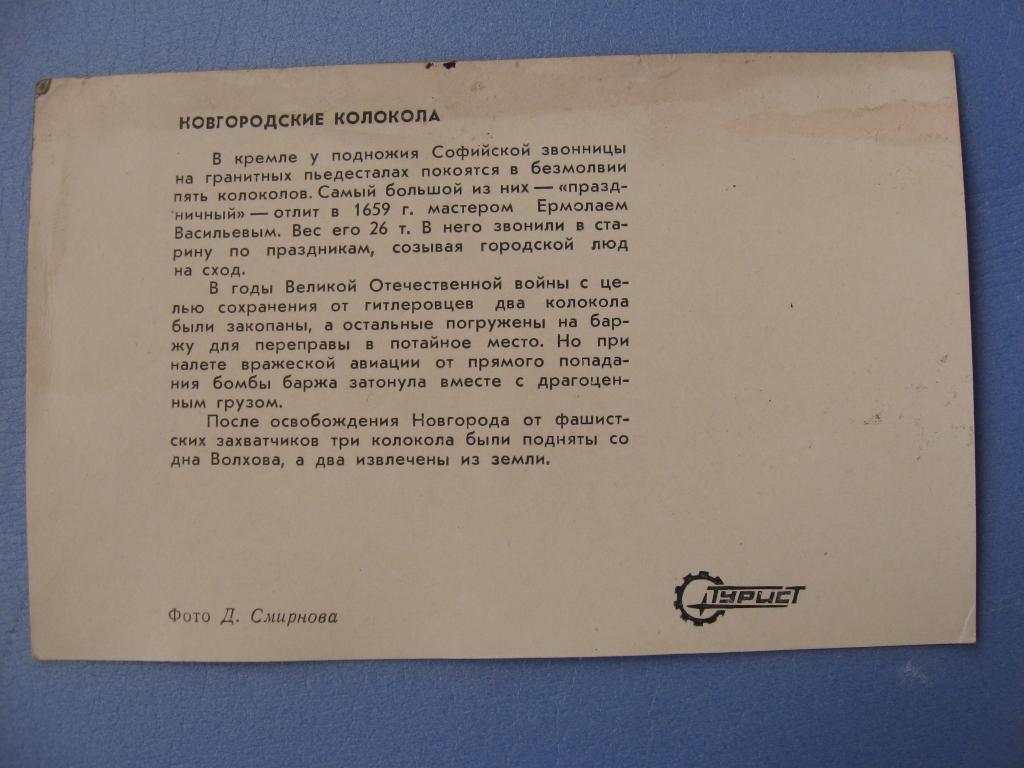 НОВГОРОДСКИЕ КОЛОКОЛА
В кремле у подножия Софийской звонницы
на гранитных пьедесталах покоятся в безмолвии
пять колоколов. Самый большой из них — «празд-
ничный» — отлит в 1659 г. мастером Ермолаем
Васильевым. Вес его 26 т. В него звонили в ста-
рину по праздникам, созывая городской люд
на сход.
В годы Великой Отечественной войны с це-
лью сохранения от гитлеровцев два колокола
были закопаны, а остальные погружены на бар-
жу для переправы в потайное место. Но при
налете вражеской авиации от прямого попада-
ния бомбы баржа затонула вместе с драгоцен-
ным грузом.
После освобождения Новгорода от фашист-
ских захватчиков три колокола были подняты со
дна Волхова, а два извлечены из земли.
Фото Д. Смирнова
ТУРИСТ